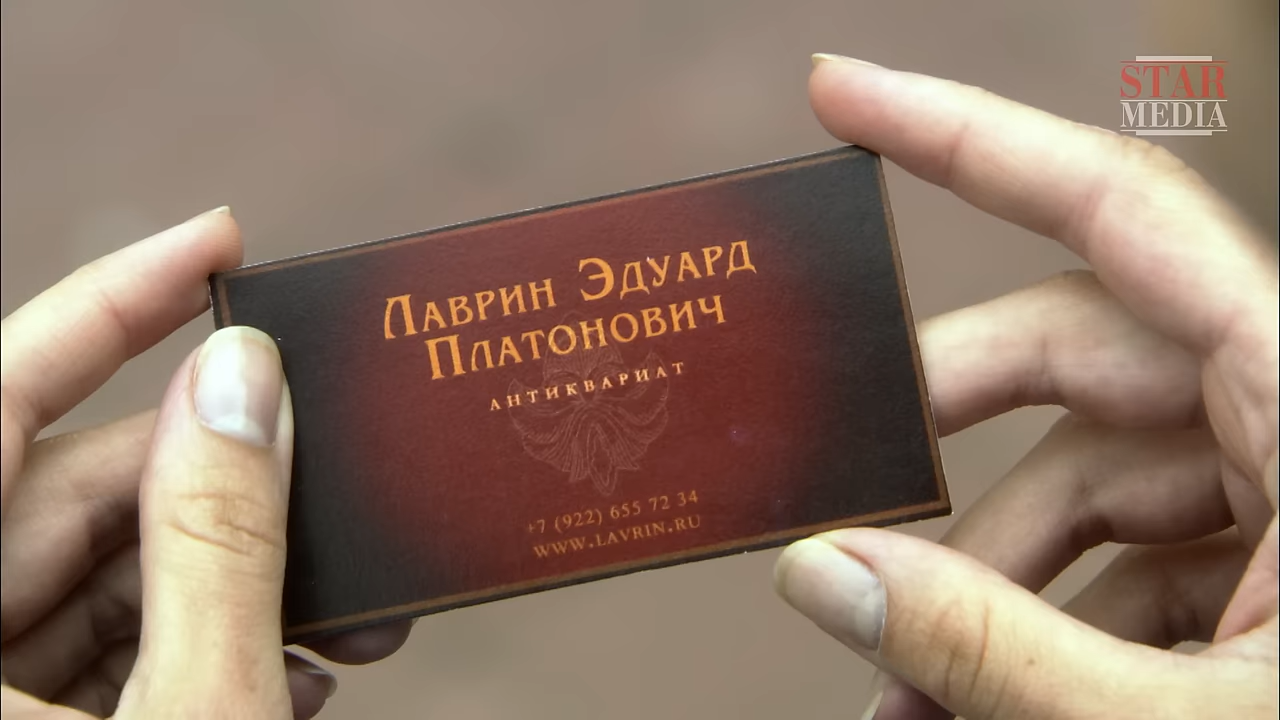 STAR
MEDIA
Лаврин Эдуард
Платонович
антиквариат
+7 (922) 655 72 34
www.lavrin.ru